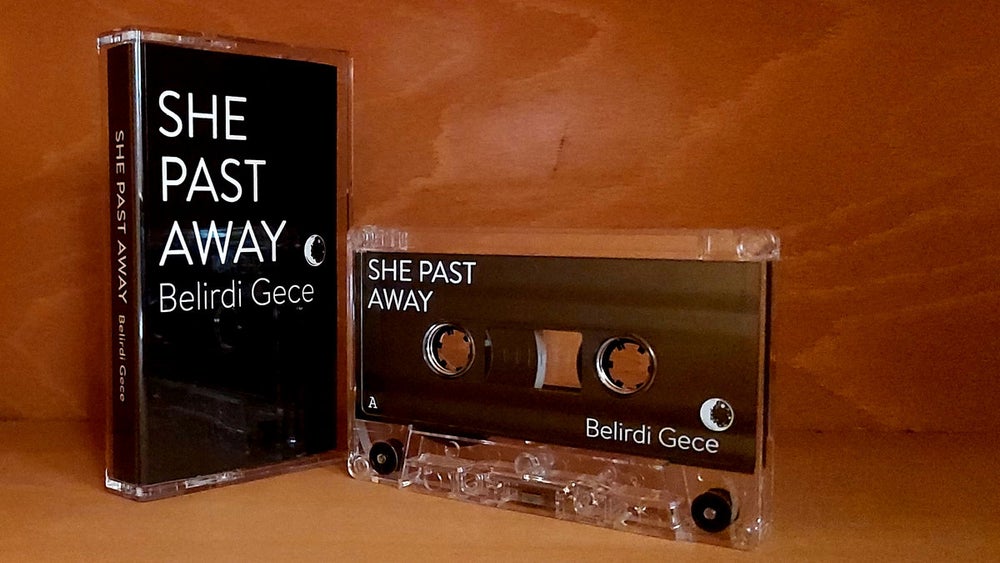 SHE PAST AWAY Belirdi Gece
SHE
PAST
AWAY
Belirdi Gece
SHE PAST
AWAY
A
Belirdi Gece